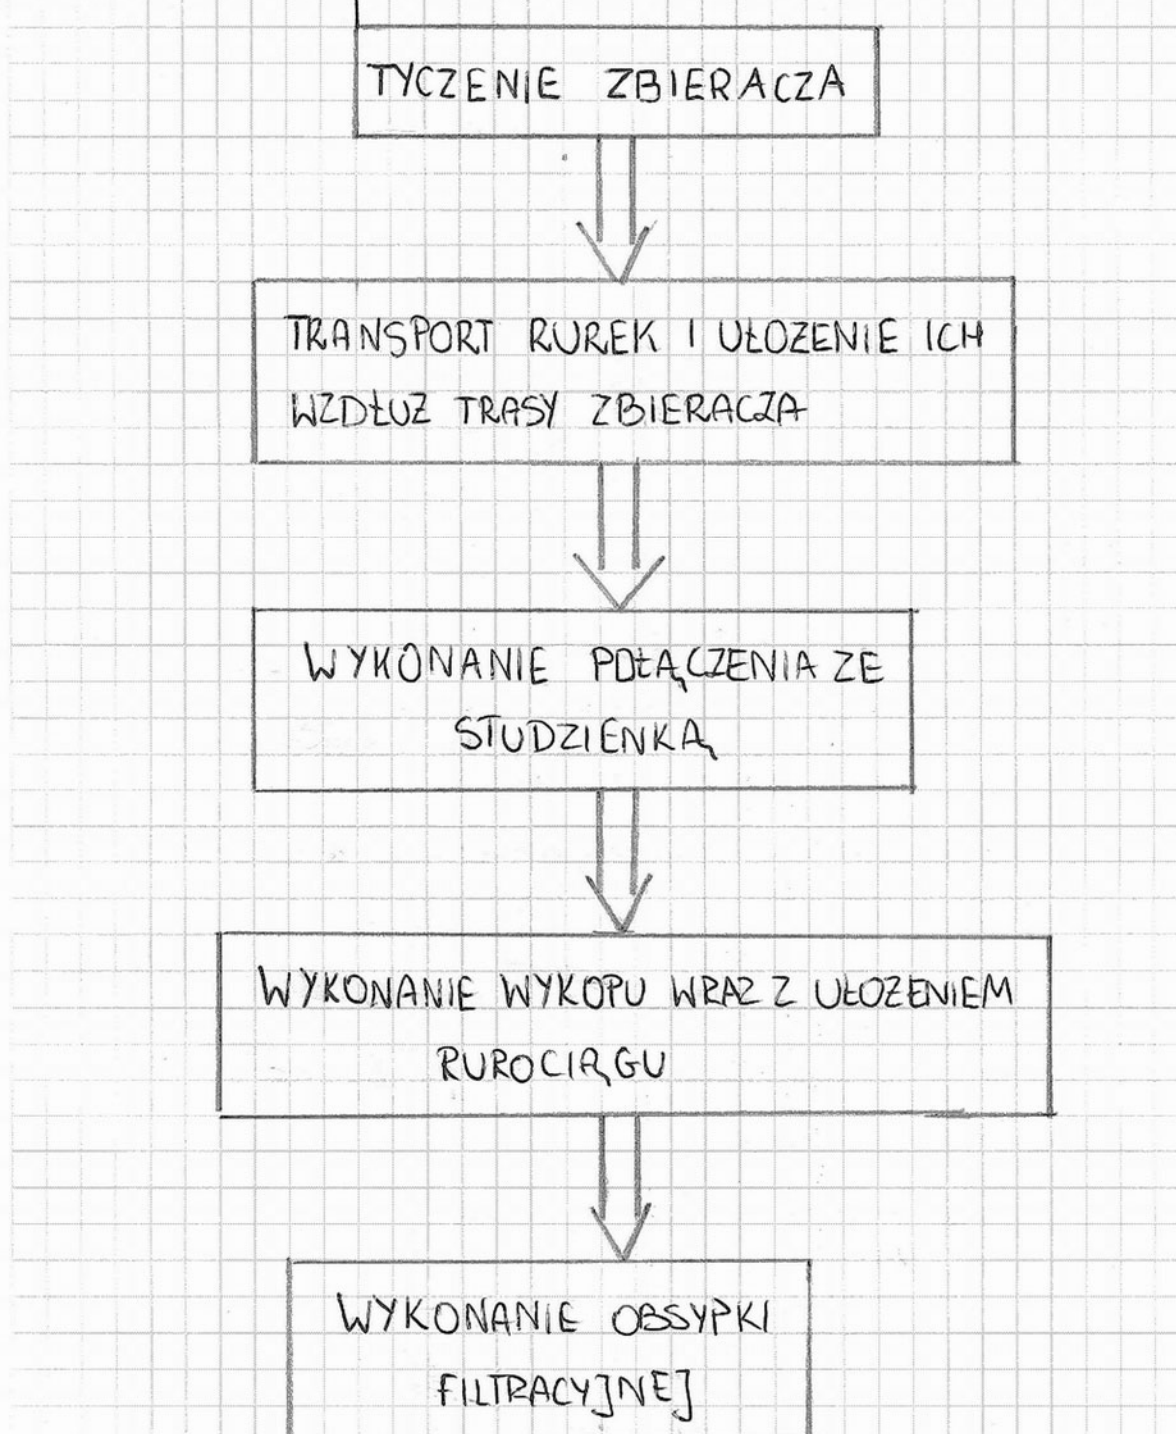 TYCZENIE ZBIERACZA
TRANSPORT RUREK I UŁOZENIE ICH
WZDŁUZ TRASY ZBIERACZA
WYKONANIE POŁĄCZENIA ZE
STUDZIENKĄ
WYKONANIE WYKOPU WRAZ Z UŁOZENIEM
RUROCIĄGU
WYKONANIE OBSYPKI
FILTRACYJNEJ